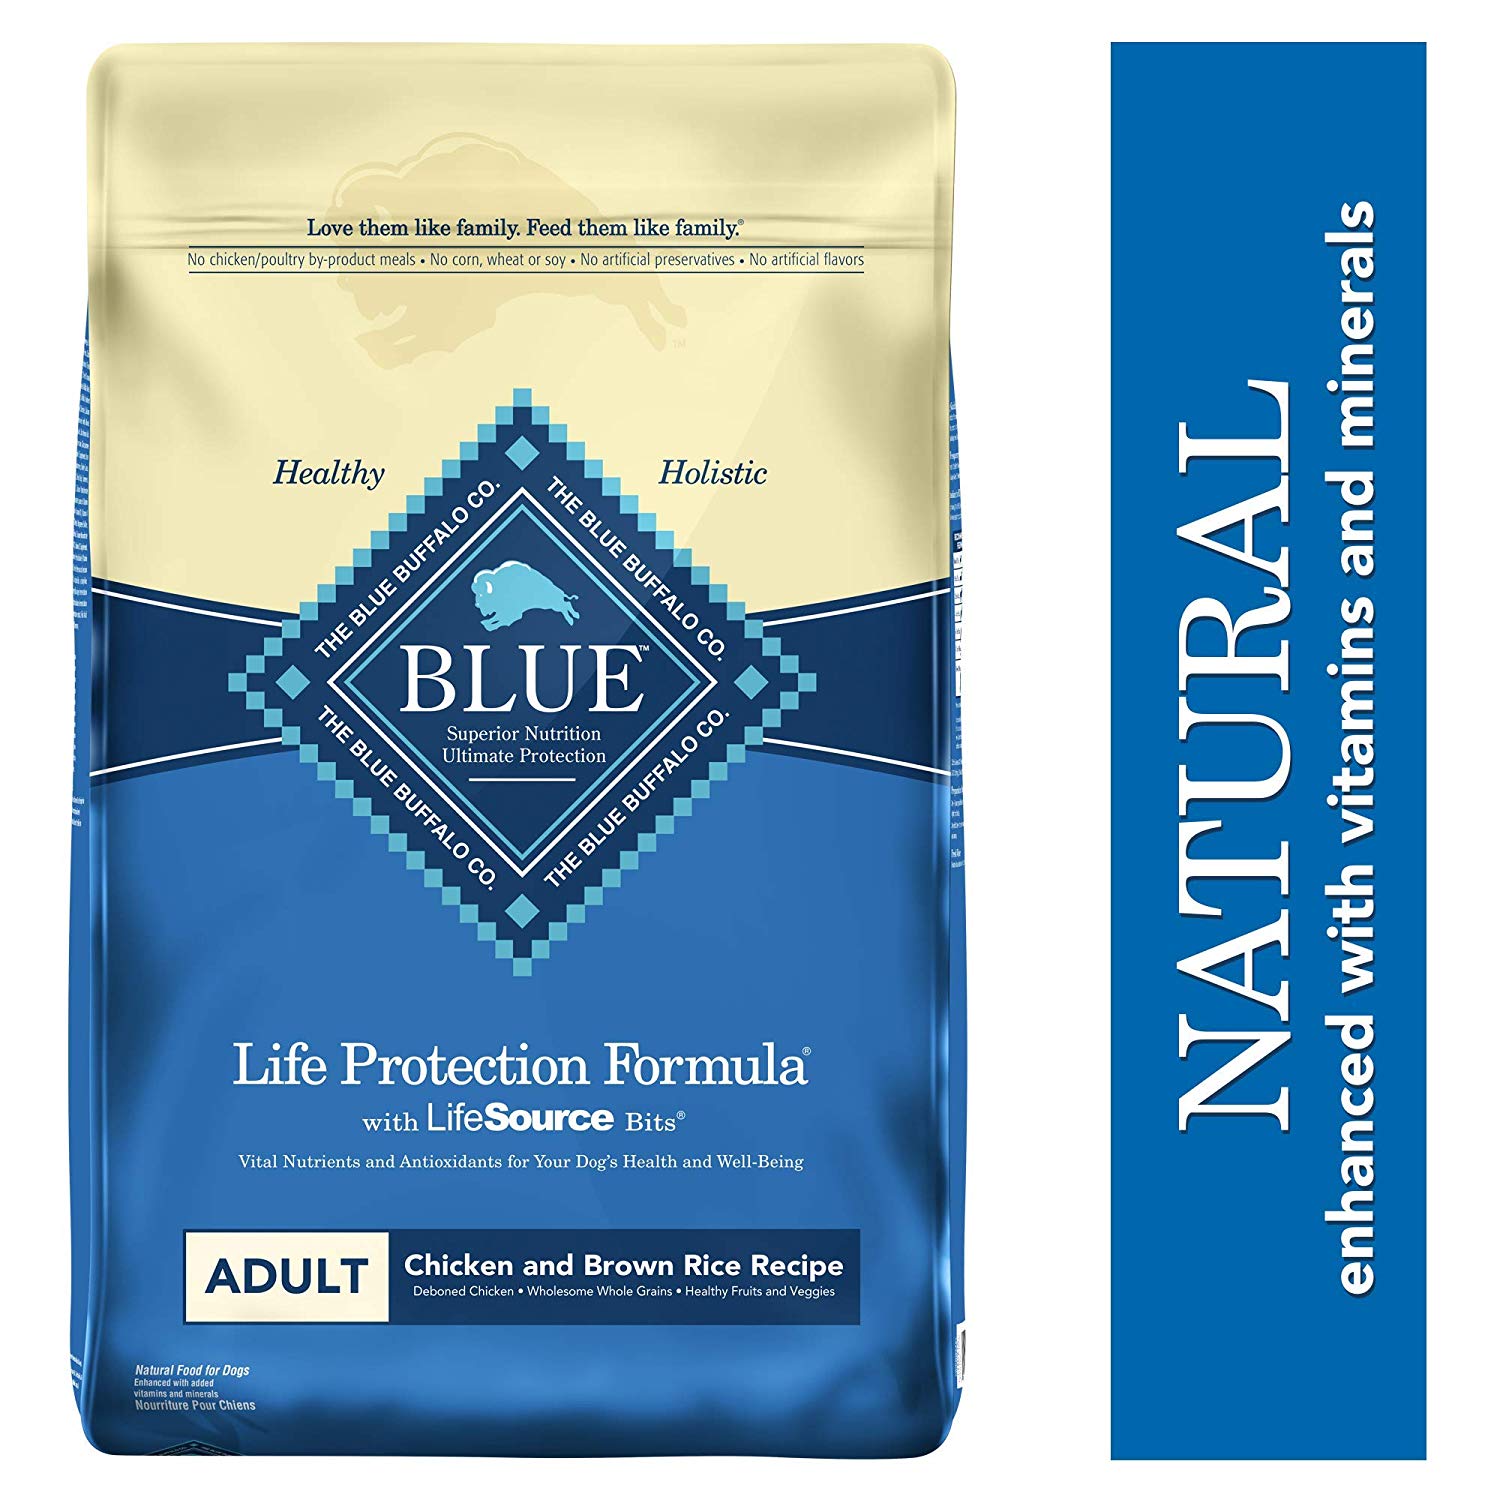 Love them like family. Feed them like family.®
No chicken/poultry by-product meals • No corn, wheat or soy • No artificial preservatives • No artificial flavors
TM
Healthy
Holistic
THE BLUE BUFFALO CO.
THE BLUE BUFFALO CO.
BLUE™
Superior Nutrition
Ultimate Protection
THE BLUE BUFFALO CO.
THE BLUE BUFFALO CO.
Life Protection Formula®
with LifeSource Bits®
Vital Nutrients and Antioxidants for Your Dog's Health and Well-Being
ADULT
Chicken and Brown Rice Recipe
Deboned Chicken • Wholesome Whole Grains • Healthy Fruits and Veggies
Natural Food for Dogs
Enhanced with added
vitamins and minerals
Nourriture Pour Chiens
NATURAL
enhanced with vitamins and minerals